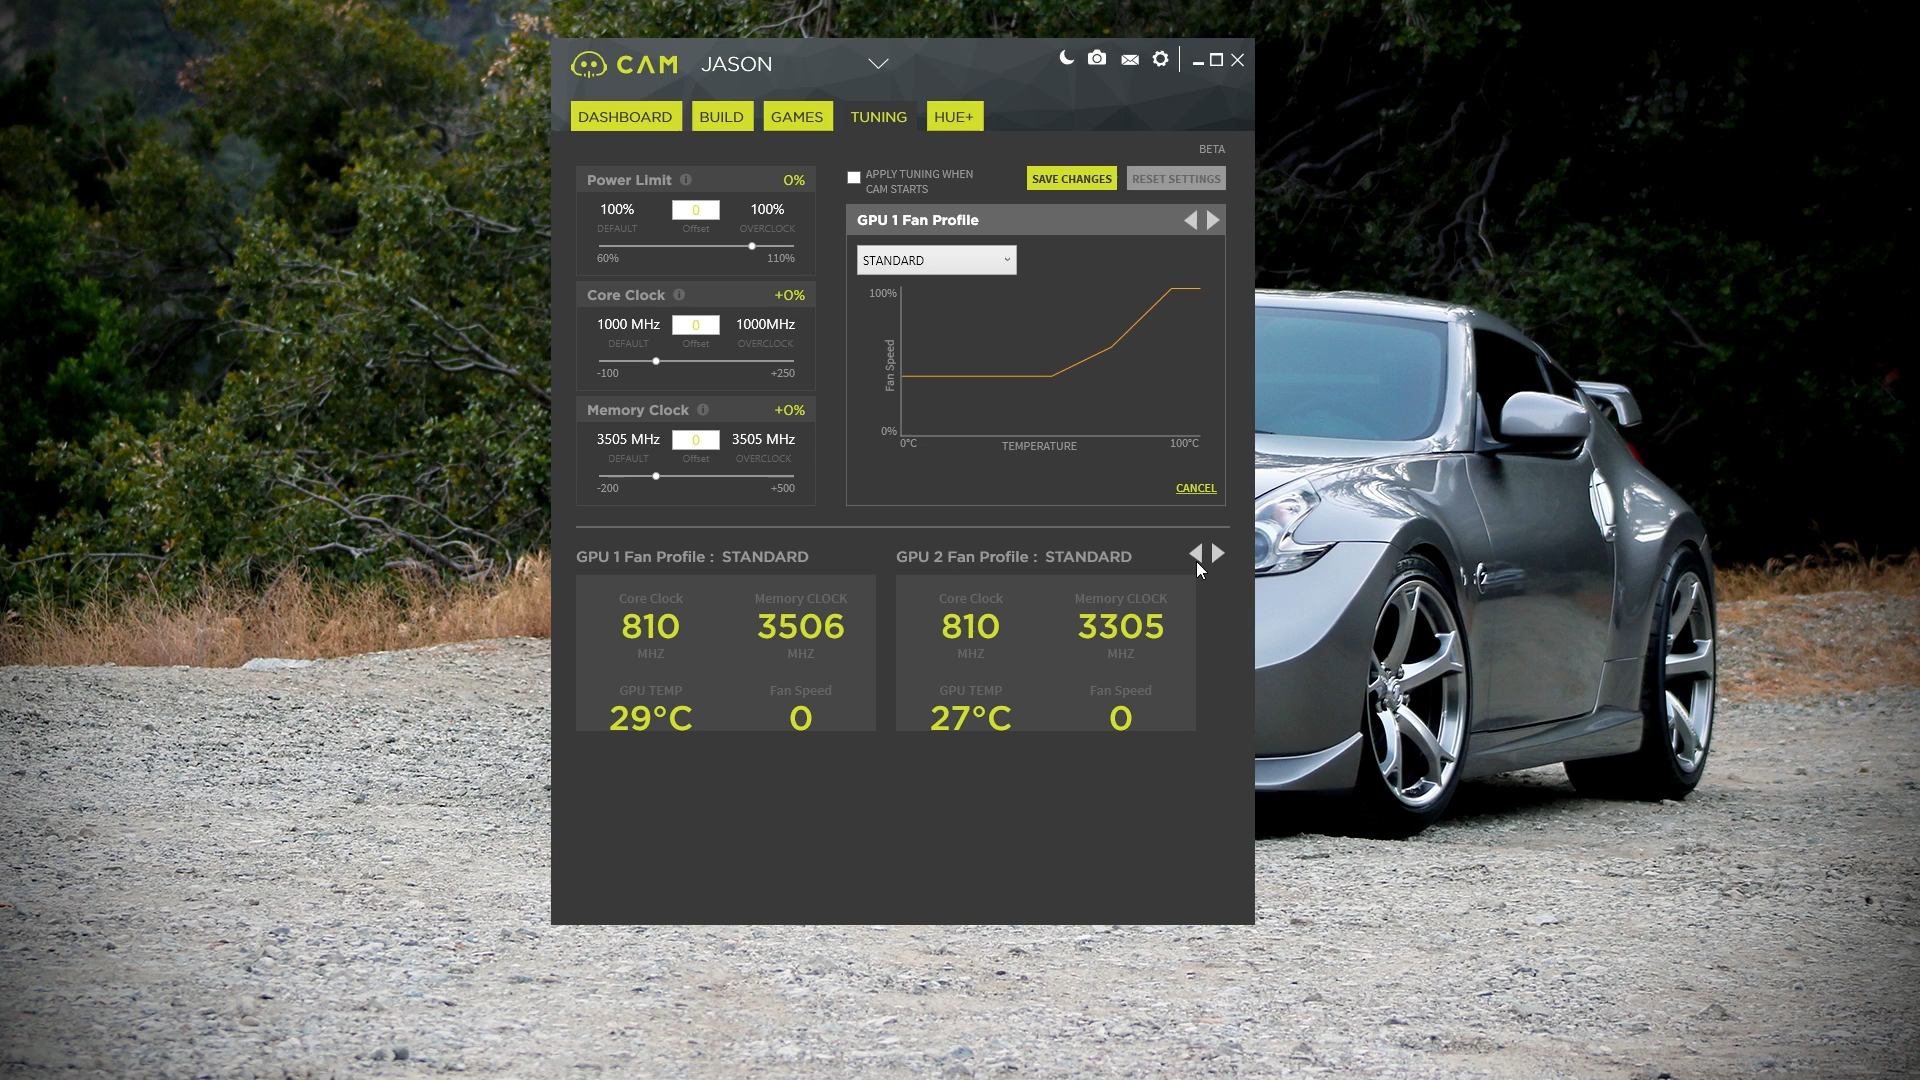 CAM JASON
DASHBOARD BUILD GAMES TUNING HUE+
BETA
Power Limit 0%
100% 0 100%
DEFAULT Offset OVERCLOCK
60% 110%
Core Clock +0%
1000 MHz 0 1000MHz
DEFAULT Offset OVERCLOCK
-100 +250
Memory Clock +0%
3505 MHz 0 3505 MHz
DEFAULT Offset OVERCLOCK
-200 +500
APPLY TUNING WHEN
CAM STARTS
SAVE CHANGES RESET SETTINGS
GPU 1 Fan Profile
STANDARD
100%
Fan Speed
0%
0°C TEMPERATURE 100°C
CANCEL
GPU 1 Fan Profile : STANDARD
Core Clock Memory CLOCK
810 3506
MHZ MHZ
GPU TEMP Fan Speed
29°C 0
GPU 2 Fan Profile : STANDARD
Core Clock Memory CLOCK
810 3305
MHZ MHZ
GPU TEMP Fan Speed
27°C 0